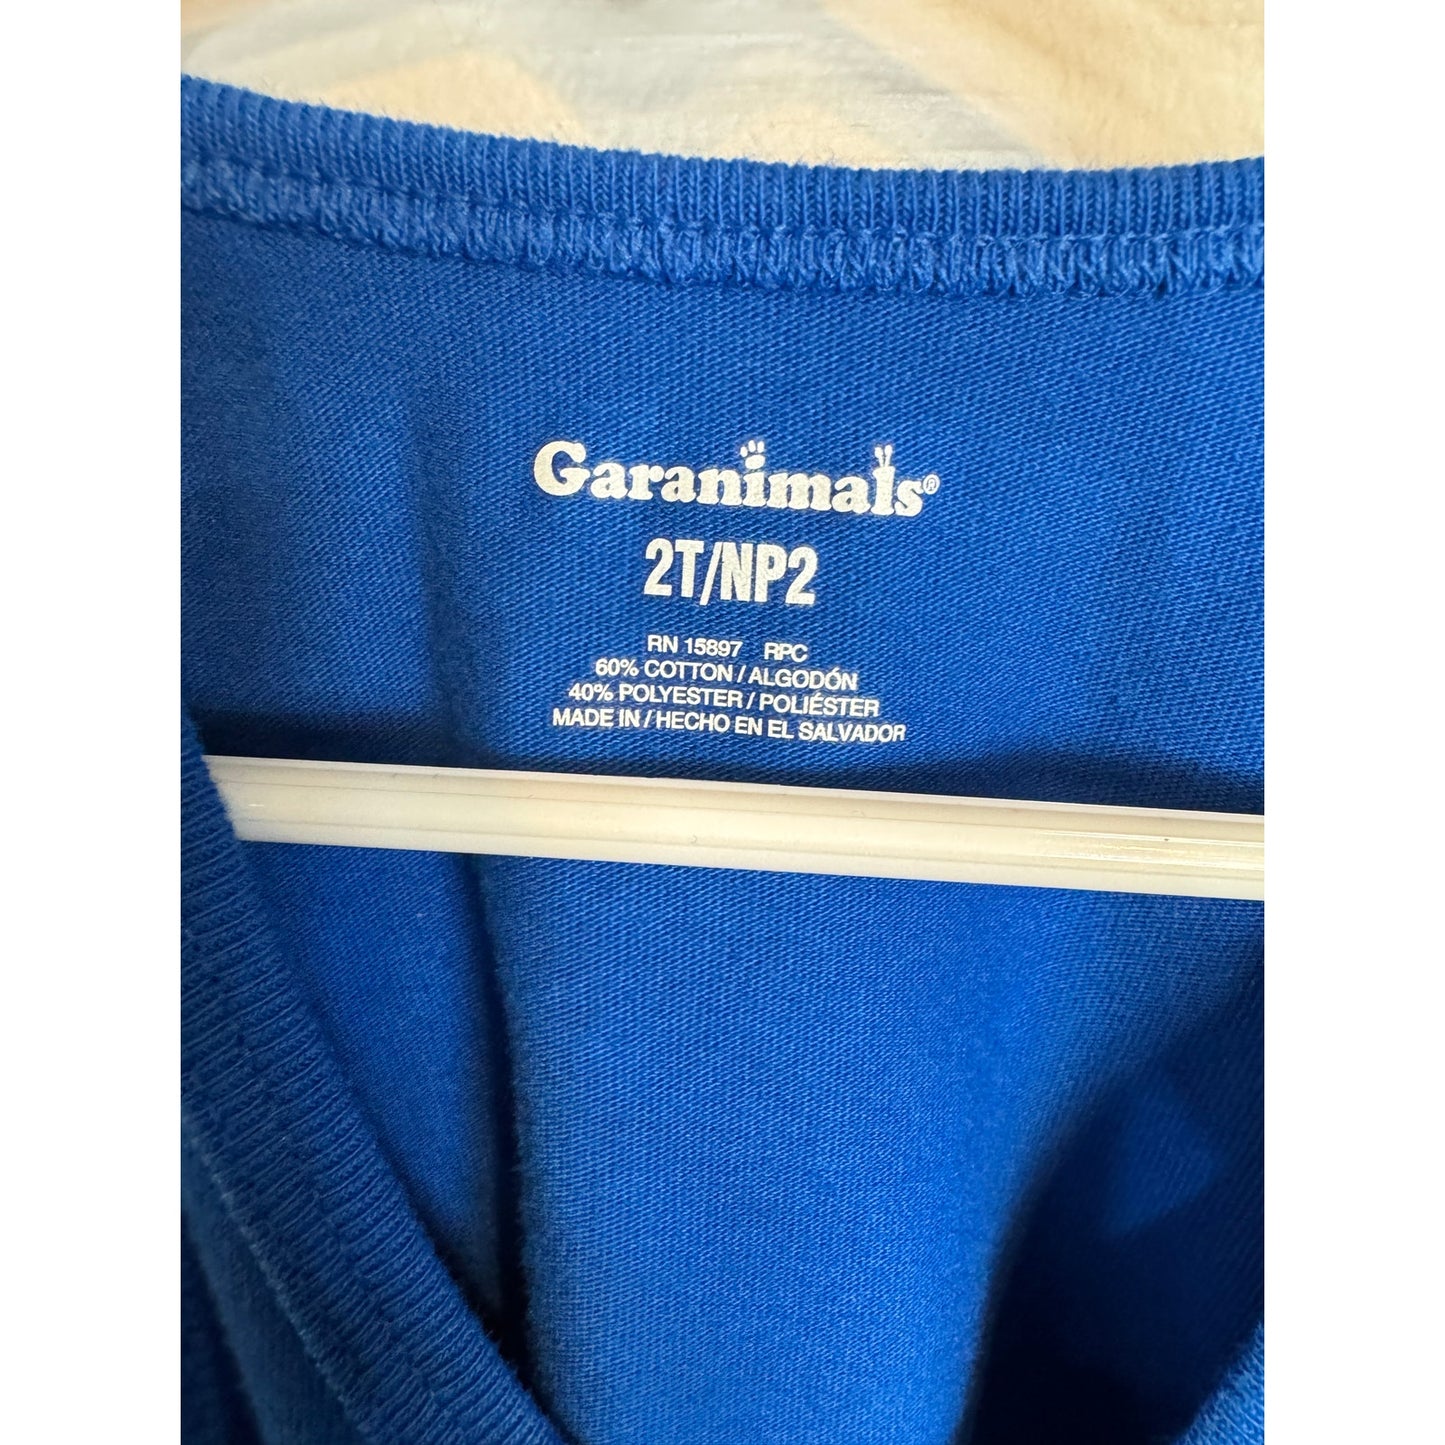 Garanimals®
2T/NP2
RN 15897 RPC
60% COTTON / ALGODÓN
40% POLYESTER / POLIÉSTER
MADE IN / HECHO EN EL SALVADOR